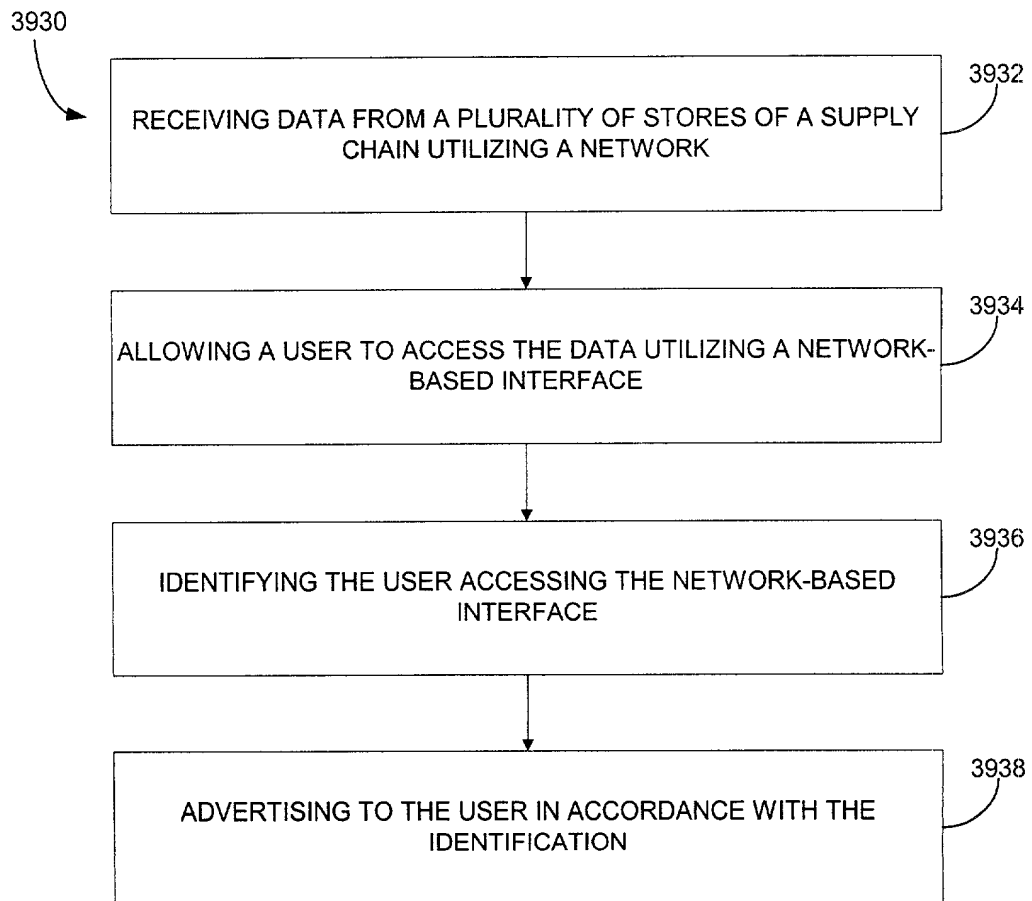 3930
3932
RECEIVING DATA FROM A PLURALITY OF STORES OF A SUPPLY
CHAIN UTILIZING A NETWORK
3934
ALLOWING A USER TO ACCESS THE DATA UTILIZING A NETWORK-
BASED INTERFACE
3936
IDENTIFYING THE USER ACCESSING THE NETWORK-BASED
INTERFACE
3938
ADVERTISING TO THE USER IN ACCORDANCE WITH THE
IDENTIFICATION